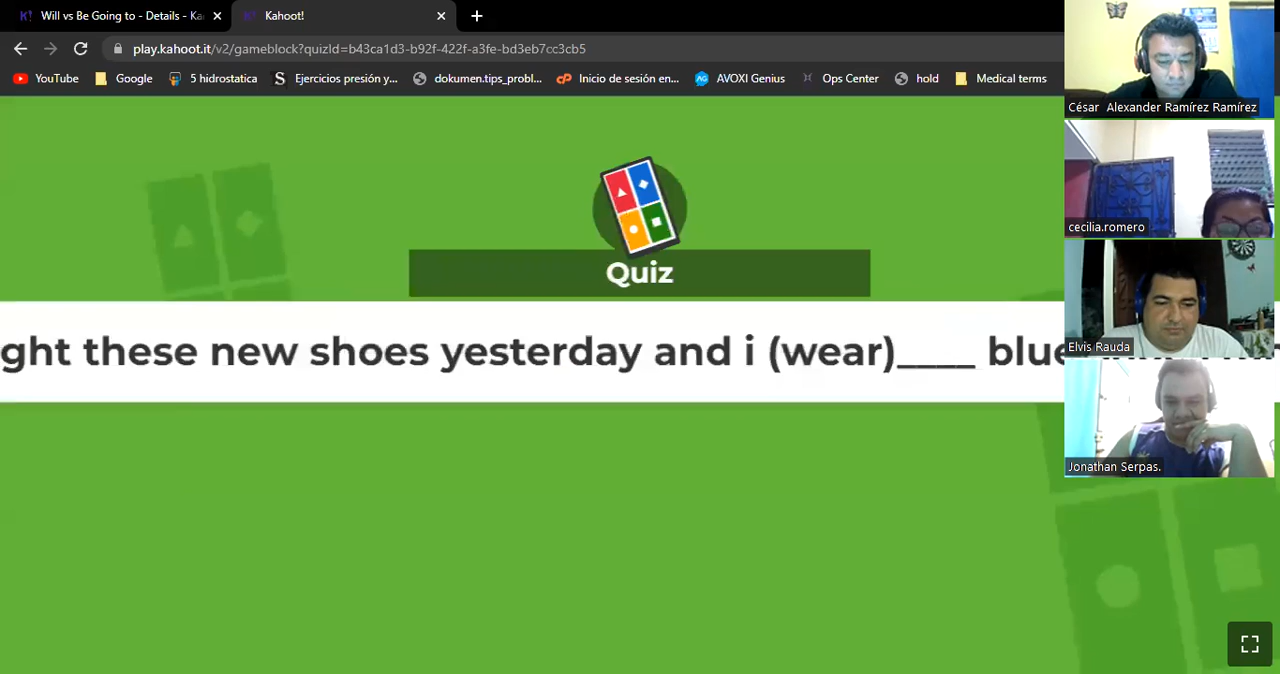 Will vs Be Going to - Details - Ka
Kahoot!
play.kahoot.it/v2/gameblock?quizId=b43ca1d3-b92f-422f-a3fe-bd3eb7cc3cb5
YouTube
Google
5 hidrostatica
Ejercicios presión y...
dokumen.tips_probl...
Inicio de sesión en...
AVOXI Genius
Ops Center
hold
Medical terms
César Alexander Ramírez Ramírez
cecilia.romero
Quiz
ght these new shoes yesterday and i (wear)____ blue
Elvis Rauda
Jonathan Serpas.